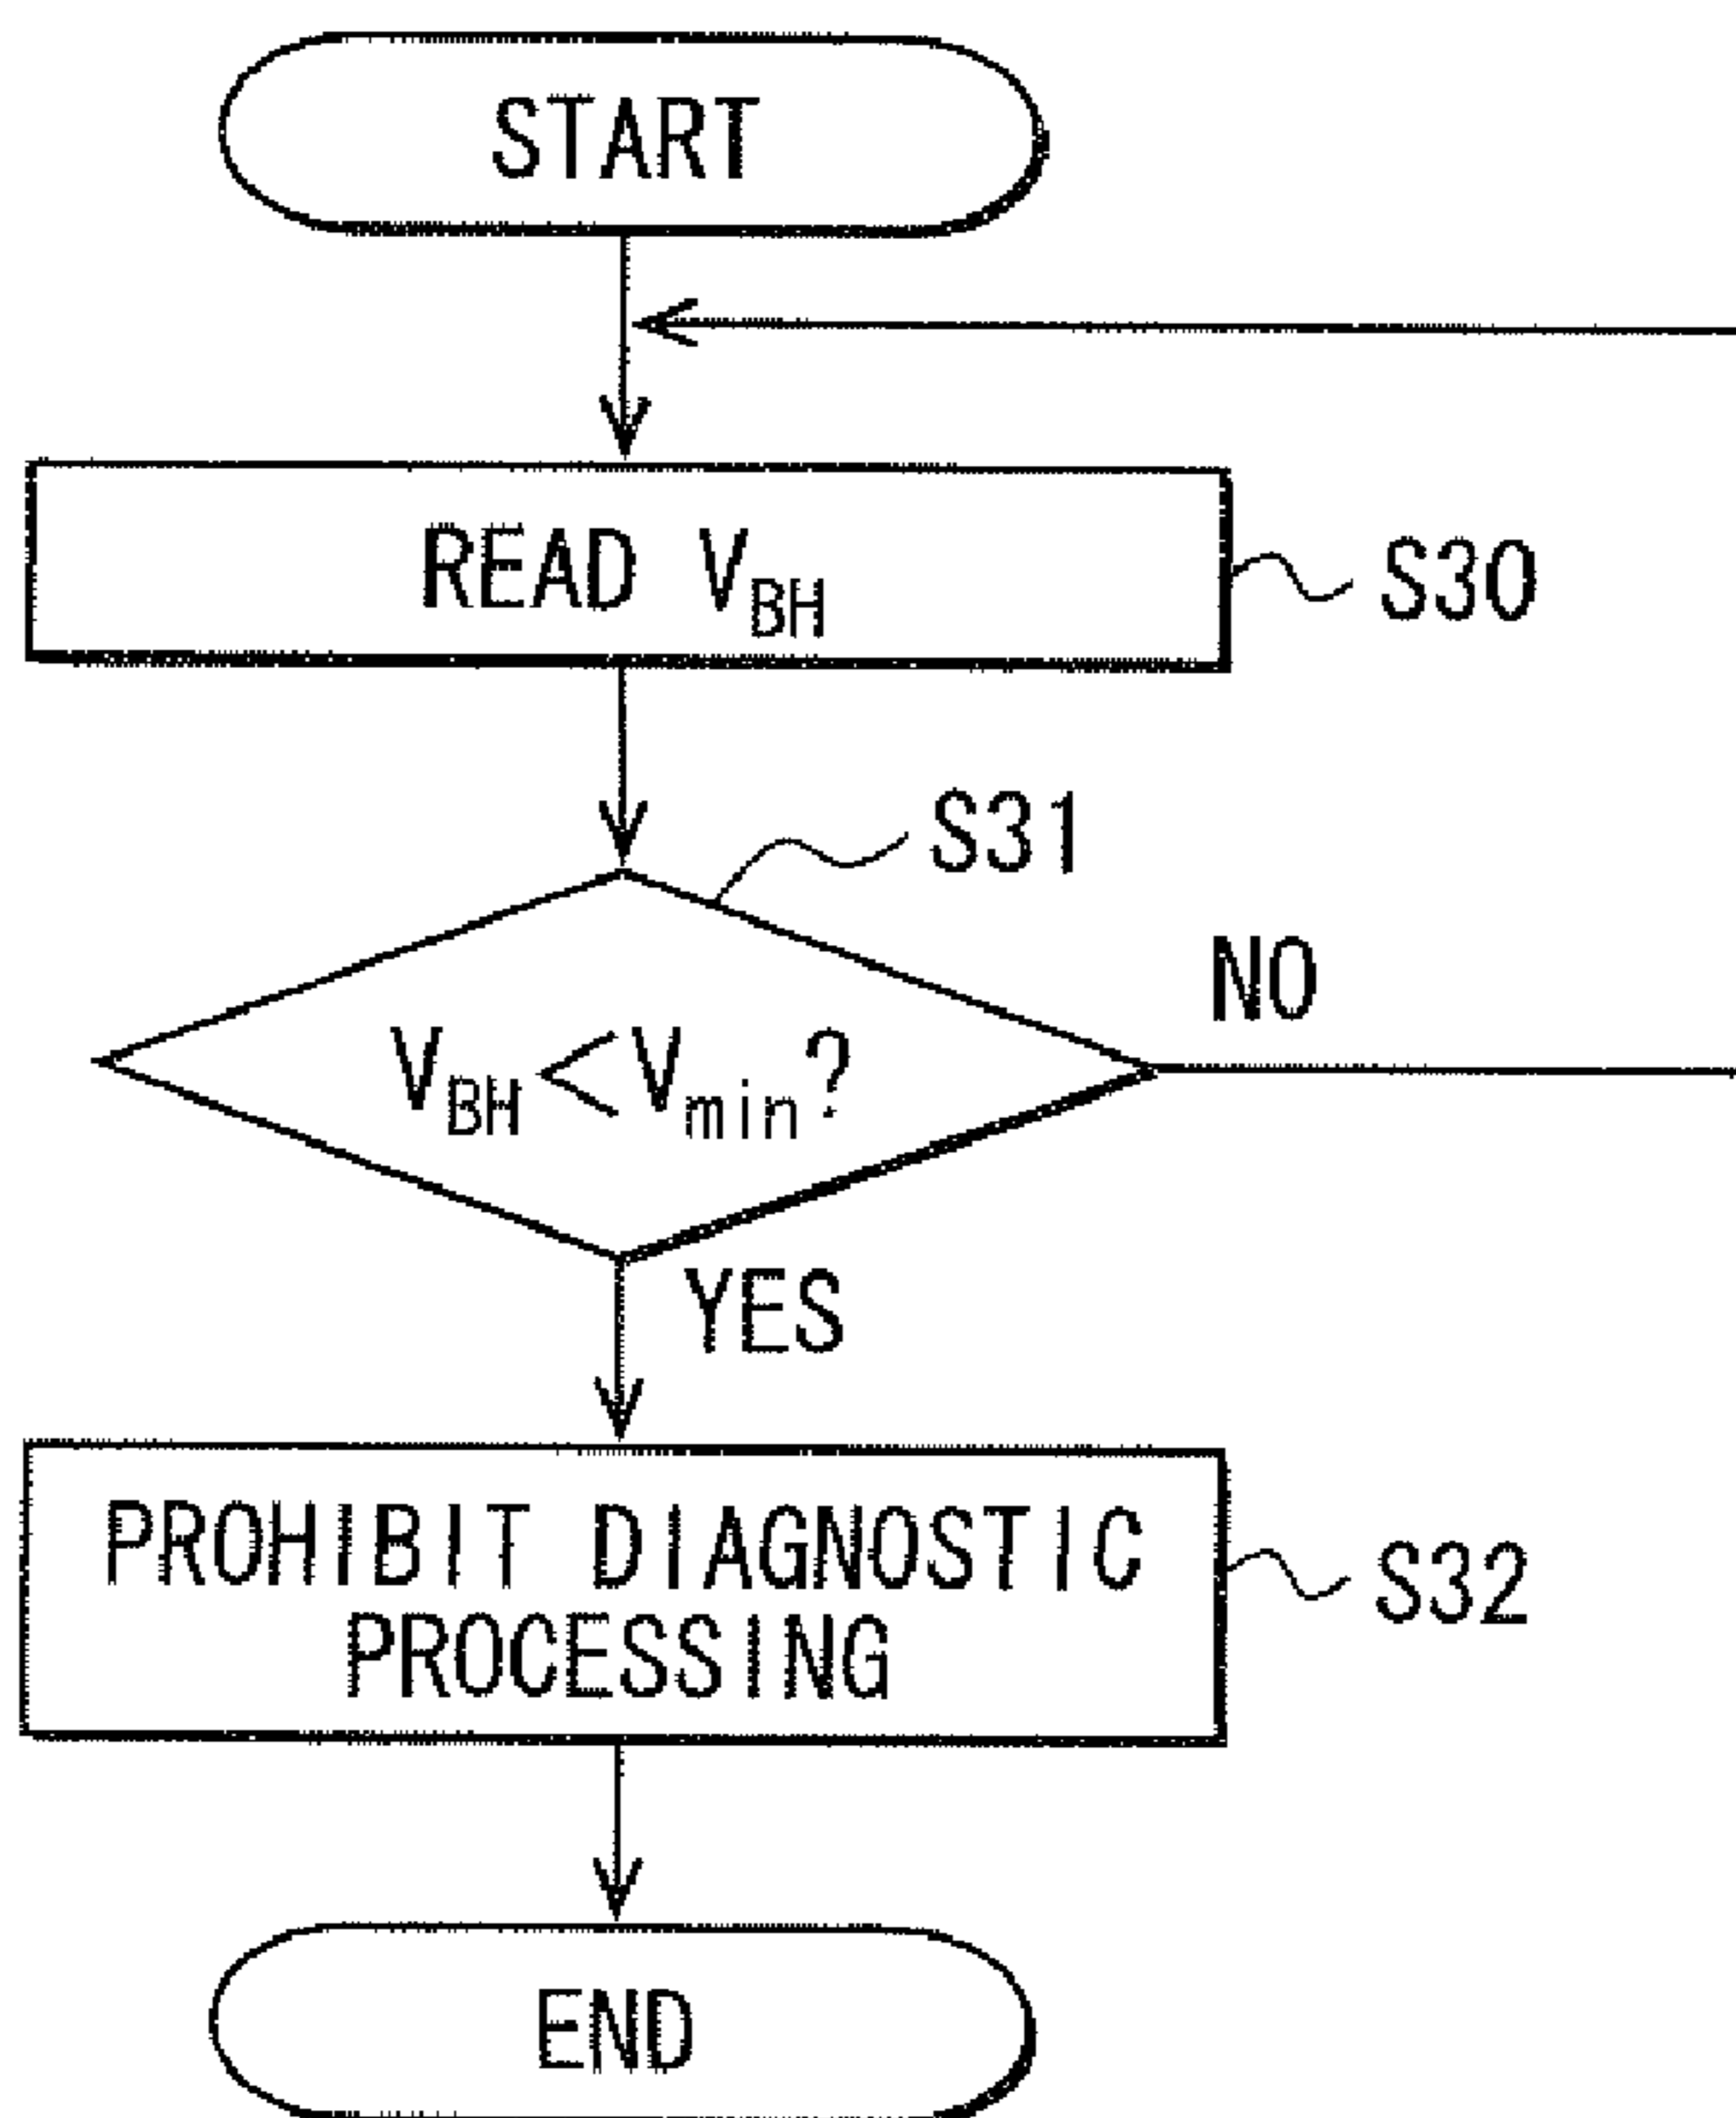 START
READ V_BH
S30
S31
NO
V_BH<V_min?
YES
PROHIBIT DIAGNOSTIC
PROCESSING
S32
END